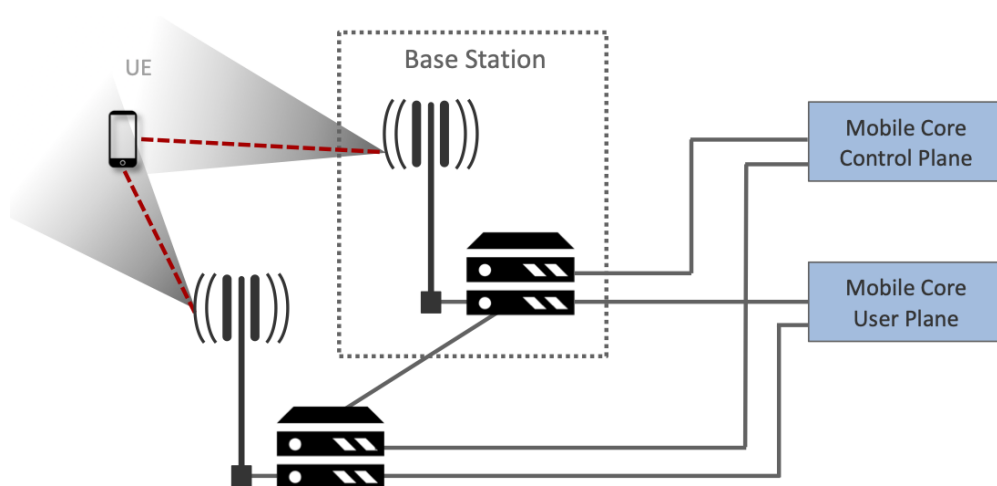 UE
Base Station
Mobile Core
Control Plane
Mobile Core
User Plane